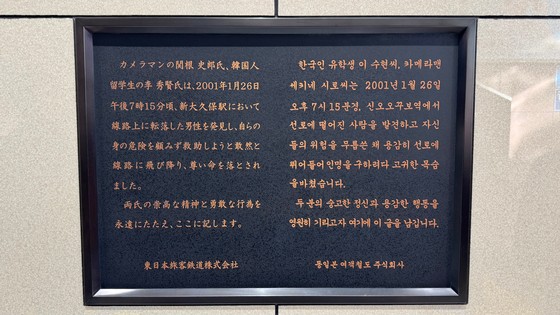 カメラマンの関根 史郎氏、韓国人
留学生の李 秀賢氏は、2001年1月26日
午後7時15分頃、新大久保駅において
線路上に転落した男性を発見し、自らの
身の危険を顧みず救助しようと敢然と
線路に飛び降り、尊い命を落とされ
ました。
両氏の崇高な精神と勇敢な行為を
永遠にたたえ、ここに記します。
東日本旅客鉄道株式会社
한국인 유학생 이 수현씨, 카메라맨
세키네 시로씨는 2001년 1월 26일
오후 7시 15분경, 신오오쿠보역에서
선로에 떨어진 사람을 발견하고 자신
들의 위험을 무릅쓴 채 용감히 선로에
뛰어들어 인명을 구하려다 고귀한 목숨
을 바쳤습니다.
두 분의 숭고한 정신과 용감한 행동을
영원히 기리고자 여기에 이 글을 남깁니다.
동일본 여객철도 주식회사